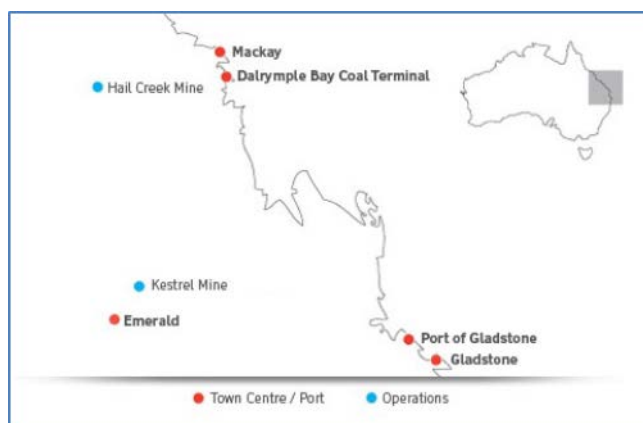 Mackay
Dalrymple Bay Coal Terminal
Hail Creek Mine
Kestrel Mine
Emerald
Port of Gladstone
Gladstone
Town Centre / Port
Operations